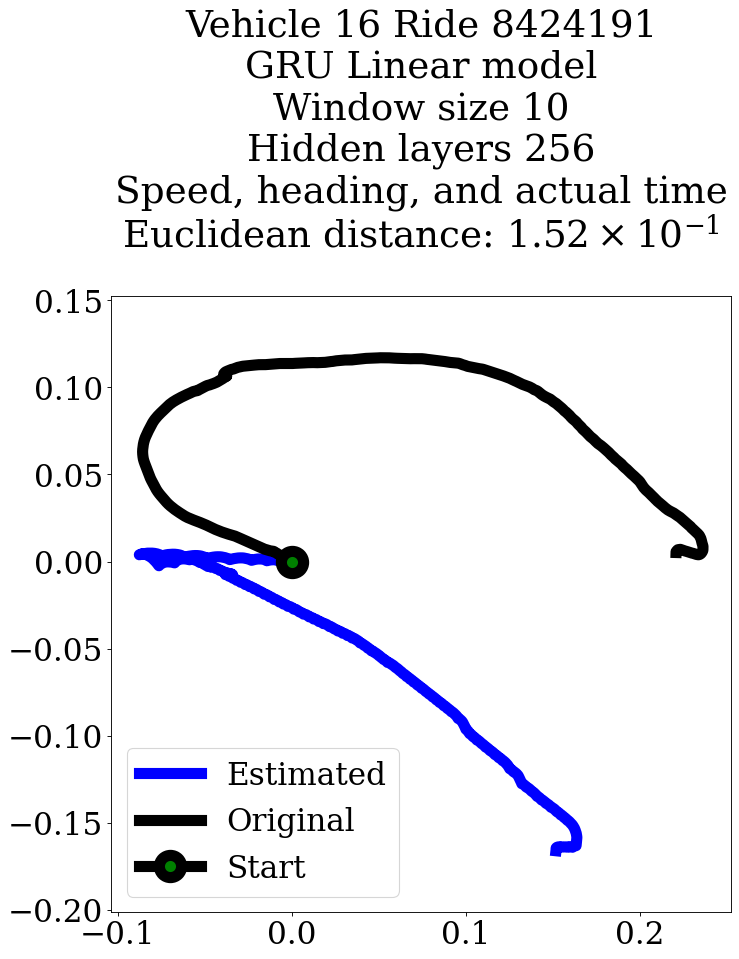 Vehicle 16 Ride 8424191
GRU Linear model
Window size 10
Hidden layers 256
Speed, heading, and actual time
Euclidean distance: 1.52 × 10⁻¹
0.15
0.10
0.05
0.00
−0.05
−0.10
−0.15
−0.20
Estimated
Original
Start
−0.1
0.0
0.1
0.2